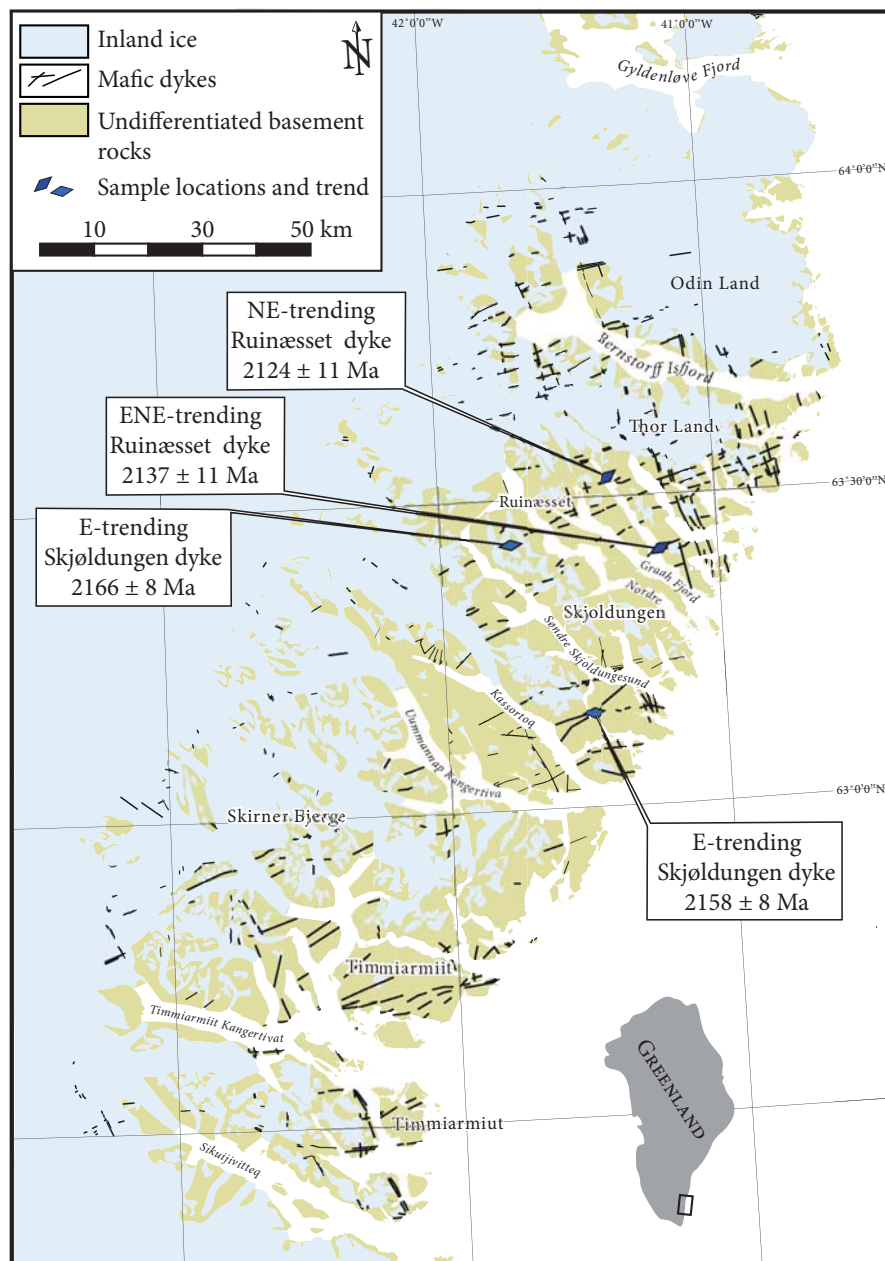 42°0'0''W
41°0'0''W
Inland ice
Mafic dykes
Undifferentiated basement
rocks
Sample locations and trend
10 30 50 km
N
Gyldenløve Fjord
64°0'0''N
Odin Land
NE-trending
Ruinæsset dyke
2124 ± 11 Ma
Bernstorff Isfjord
ENE-trending
Ruinæsset dyke
2137 ± 11 Ma
Thor Land
63°30'0''N
Ruinæsset
E-trending
Skjøldungen dyke
2166 ± 8 Ma
Graah Fjord
Nordre
Skjoldungen
Søndre Skjoldungesund
Kassortoq
Uummannap Kangertiva
63°0'0''N
Skirner Bjerge
E-trending
Skjøldungen dyke
2158 ± 8 Ma
Timmiarmiit
Timmiarmiit Kangertivat
GREENLAND
Timmiarmiut
Sikuijivitteq